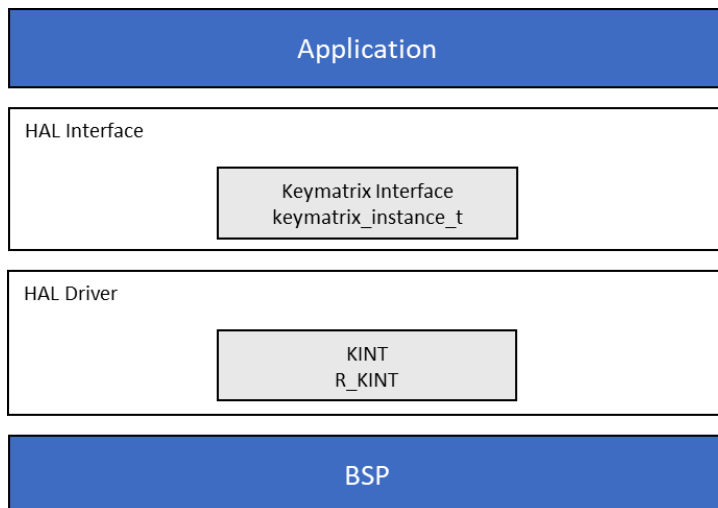 Application
HAL Interface
Keymatrix Interface
keymatrix_instance_t
HAL Driver
KINT
R_KINT
BSP